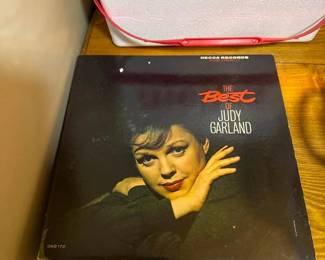 DECCA RECORDS
THE
Best
OF
JUDY
GARLAND